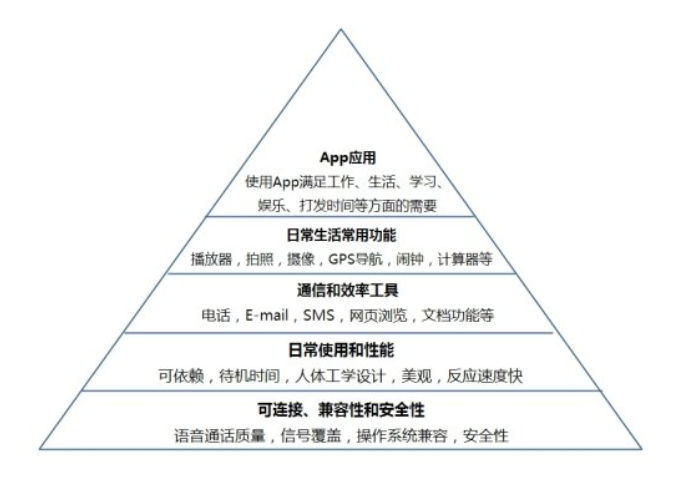 App应用
使用App满足工作、生活、学习、
娱乐、打发时间等方面的需要
日常生活常用功能
播放器，拍照，摄像，GPS导航，闹钟，计算器等
通信和效率工具
电话，E-mail，SMS，网页浏览，文档功能等
日常使用和性能
可依赖，待机时间，人体工学设计，美观，反应速度快
可连接、兼容性和安全性
语音通话质量，信号覆盖，操作系统兼容，安全性